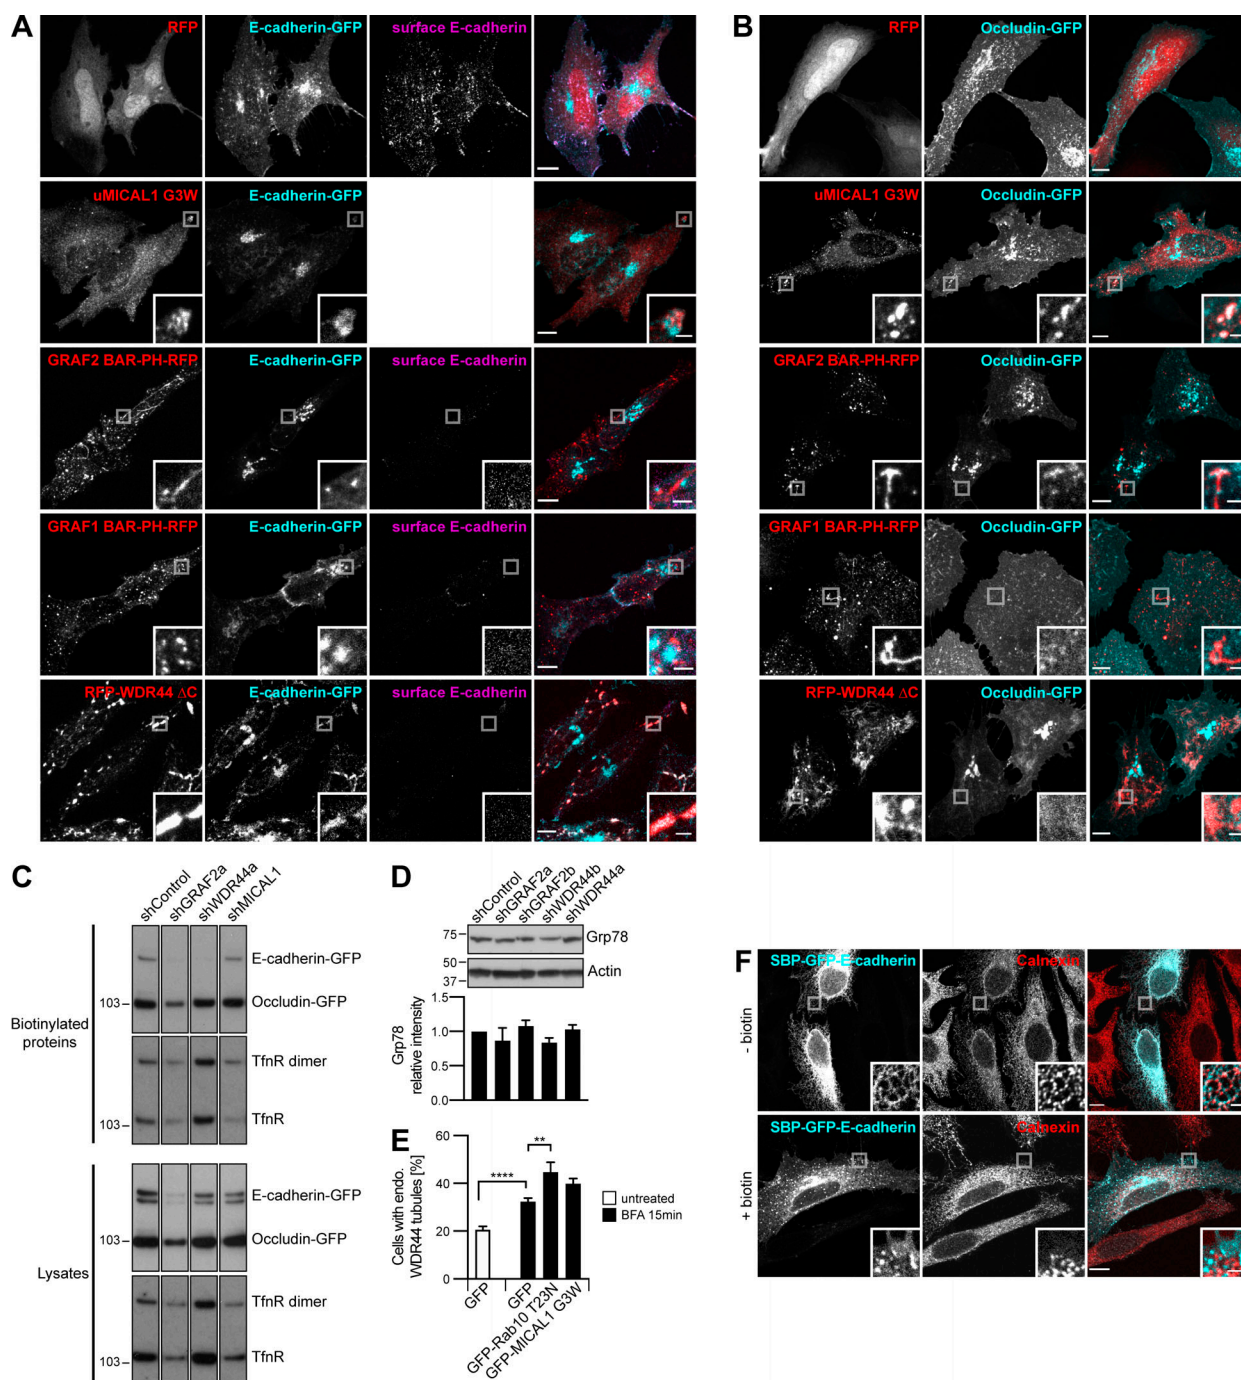 A
RFP
E-cadherin-GFP
surface E-cadherin
uMICAL1 G3W
E-cadherin-GFP
GRAF2 BAR-PH-RFP
E-cadherin-GFP
surface E-cadherin
GRAF1 BAR-PH-RFP
E-cadherin-GFP
surface E-cadherin
RFP-WDR44 ΔC
E-cadherin-GFP
surface E-cadherin
B
RFP
Occludin-GFP
uMICAL1 G3W
Occludin-GFP
GRAF2 BAR-PH-RFP
Occludin-GFP
GRAF1 BAR-PH-RFP
Occludin-GFP
RFP-WDR44 ΔC
Occludin-GFP
C
shControl
shGRAF2a
shWDR44a
shMICAL1
Biotinylated
proteins
E-cadherin-GFP
103
Occludin-GFP
TfnR dimer
103
TfnR
Lysates
E-cadherin-GFP
103
Occludin-GFP
TfnR dimer
103
TfnR
D
shControl
shGRAF2a
shGRAF2b
shWDR44b
shWDR44a
75
Grp78
50
37
Actin
Grp78
relative intensity
1.5
1.0
0.5
0.0
E
Cells with endo.
WDR44 tubules [%]
60
40
20
0
****
**
untreated
BFA 15min
GFP
GFP
GFP-Rab10 T23N
GFP-MICAL1 G3W
F
SBP-GFP-E-cadherin
Calnexin
- biotin
SBP-GFP-E-cadherin
Calnexin
+ biotin